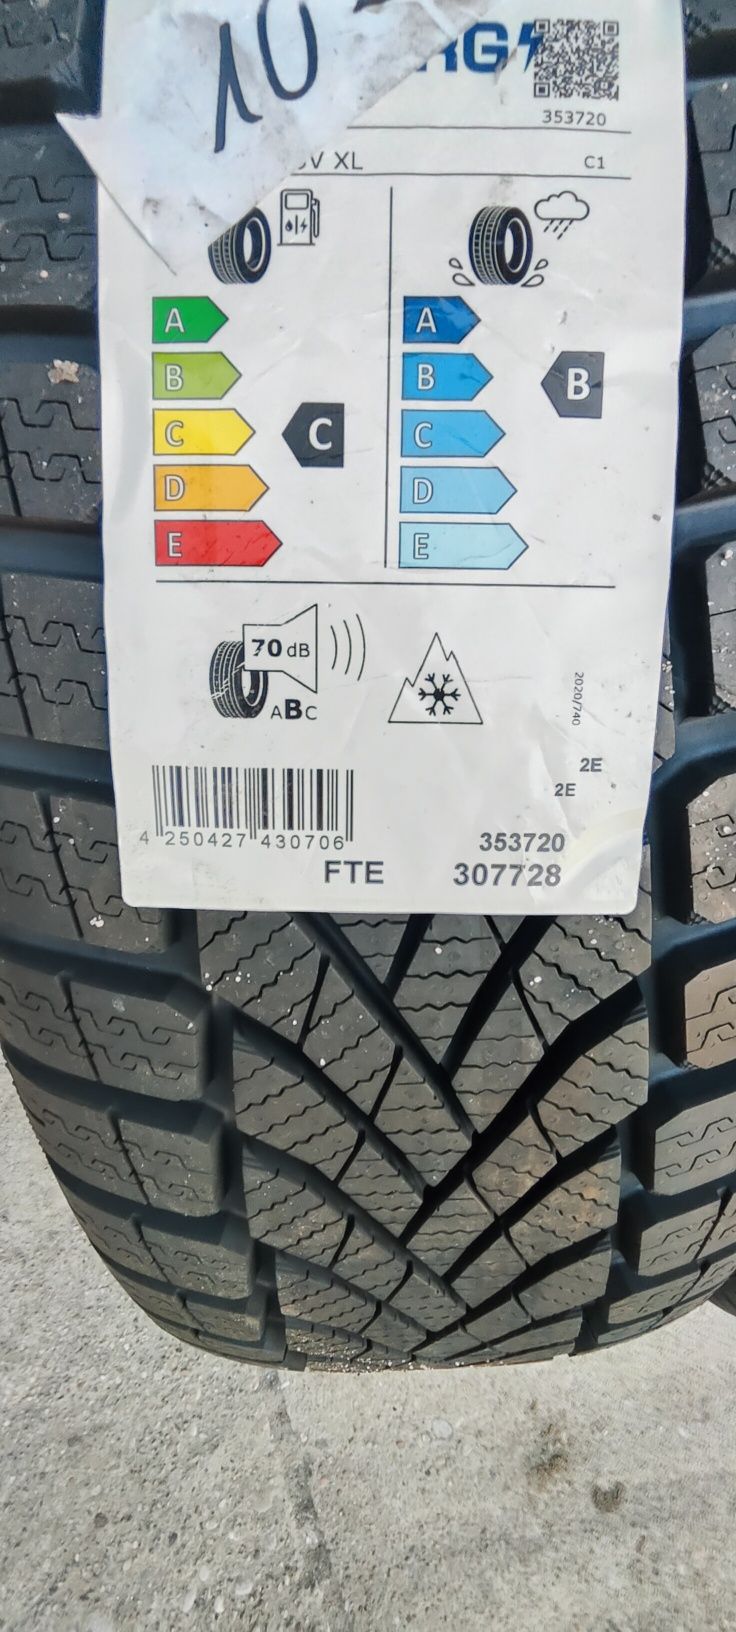 10
RG
353720
V XL
C1
A
A
B
B
B
C
C
C
D
D
E
E
70 dB
ABC
2020/740
2E
2E
4 250427 430706
353720
FTE
307728